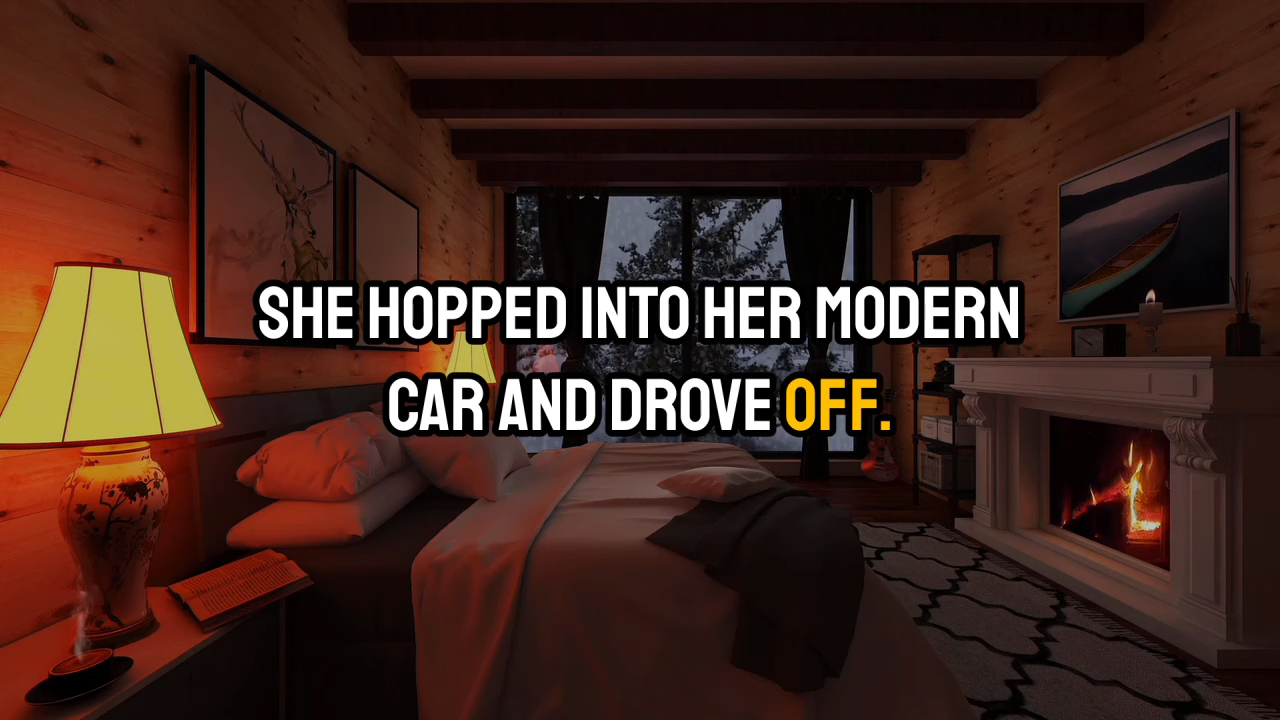 SHE HOPPED INTO HER MODERN
CAR AND DROVE OFF.